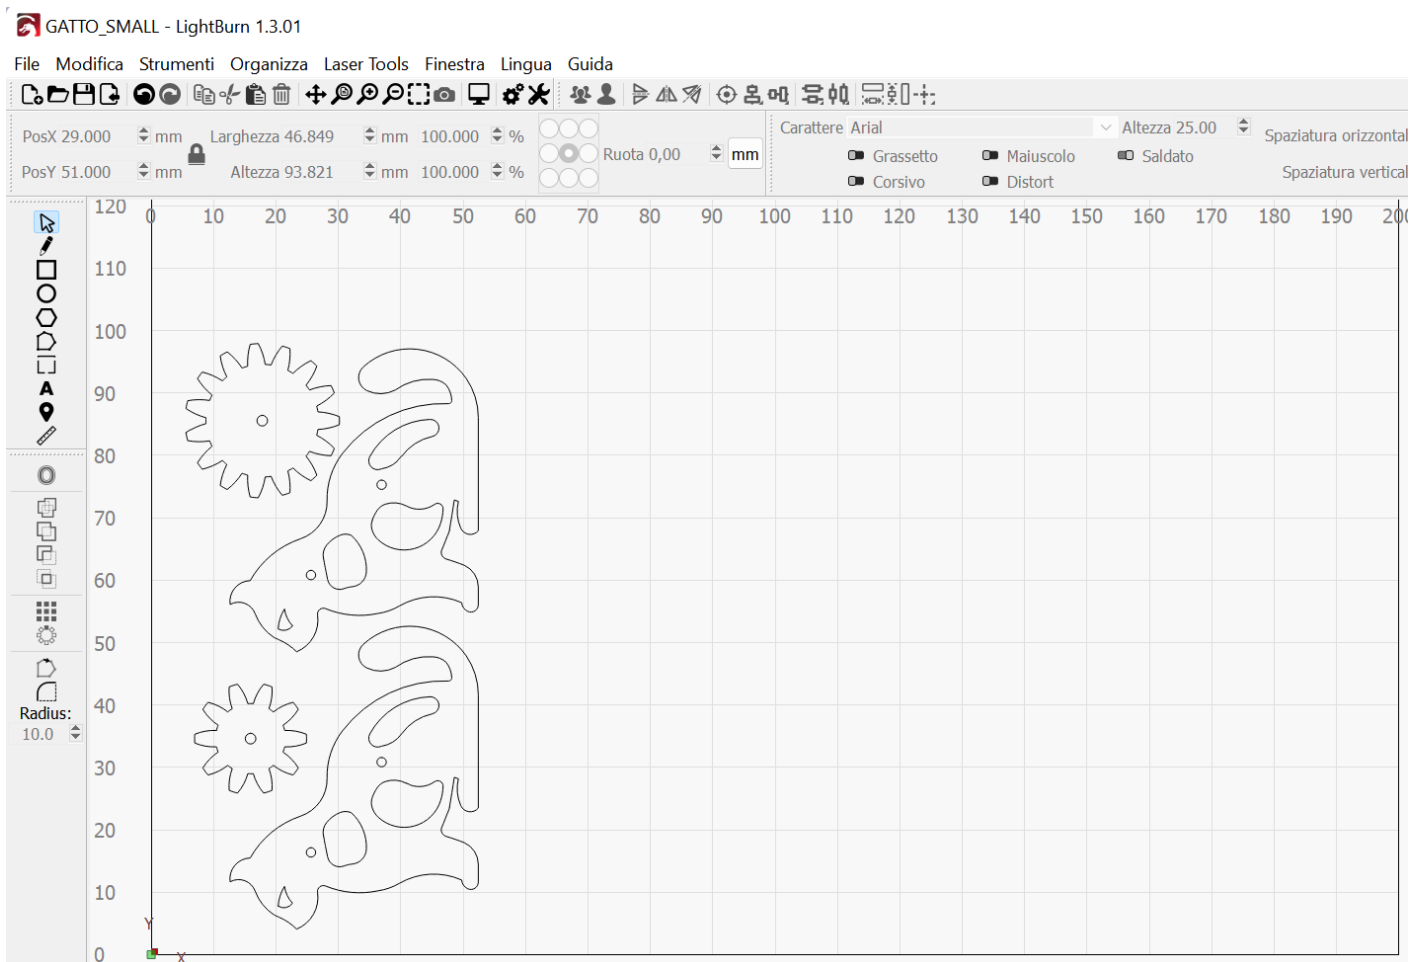 GATTO_SMALL - LightBurn 1.3.01
File Modifica Strumenti Organizza Laser Tools Finestra Lingua Guida
PosX 29.000 mm Larghezza 46.849 mm 100.000 % Ruota 0,00 mm Carattere Arial Altezza 25.00 Spaziatura orizzontal
Grassetto Maiuscolo Saldato
PosY 51.000 mm Altezza 93.821 mm 100.000 % Corsivo Distort Spaziatura vertical
120 0 10 20 30 40 50 60 70 80 90 100 110 120 130 140 150 160 170 180 190 200
110
100
90
80
70
60
50
40
30
20
10
0
Y
X
A
Radius:
10.0